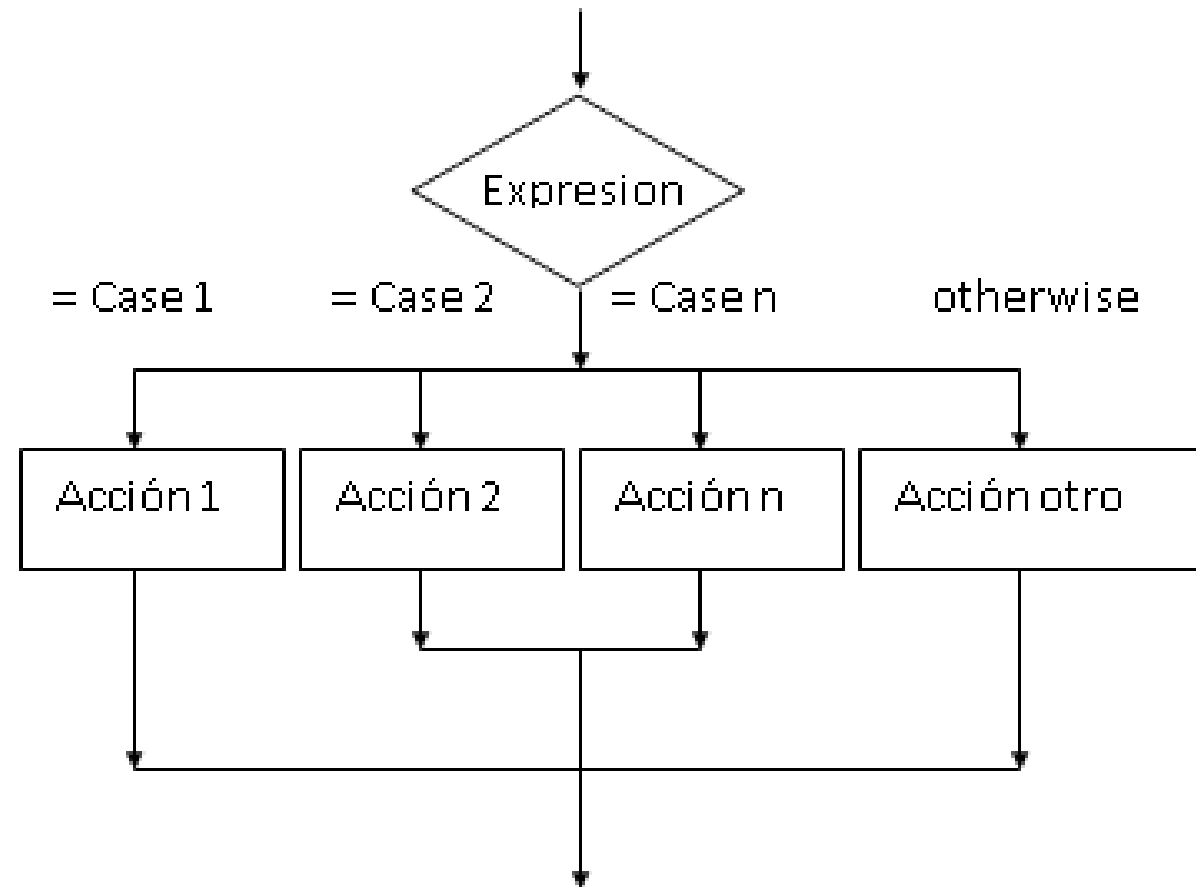 Expresion
= Case 1
= Case 2
= Case n
otherwise
Acción 1
Acción 2
Acción n
Acción otro